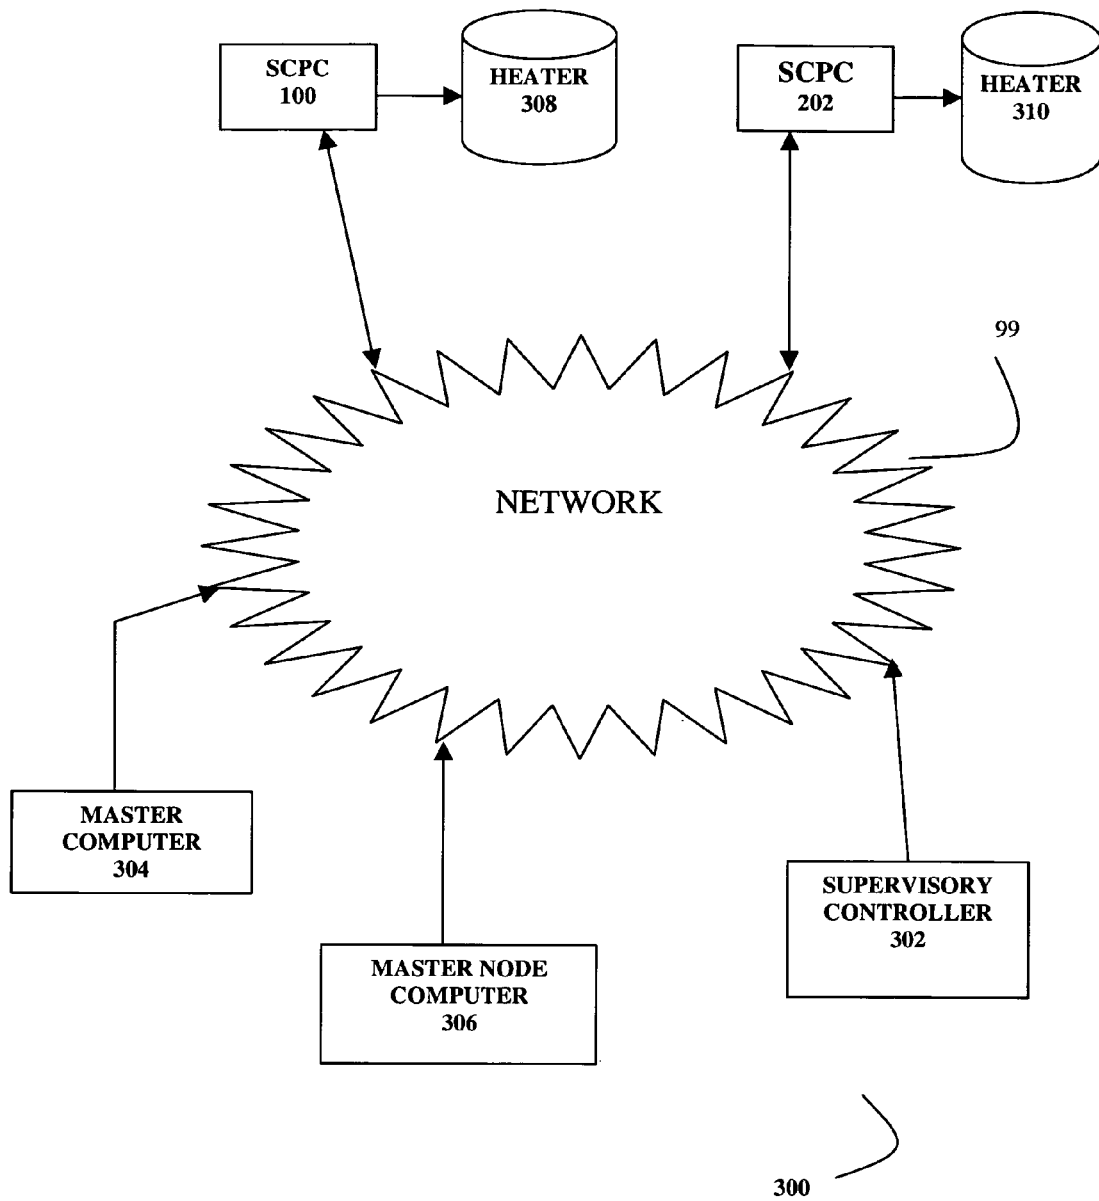 SCPC
100
HEATER
308
SCPC
202
HEATER
310
99
NETWORK
MASTER
COMPUTER
304
MASTER NODE
COMPUTER
306
SUPERVISORY
CONTROLLER
302
300